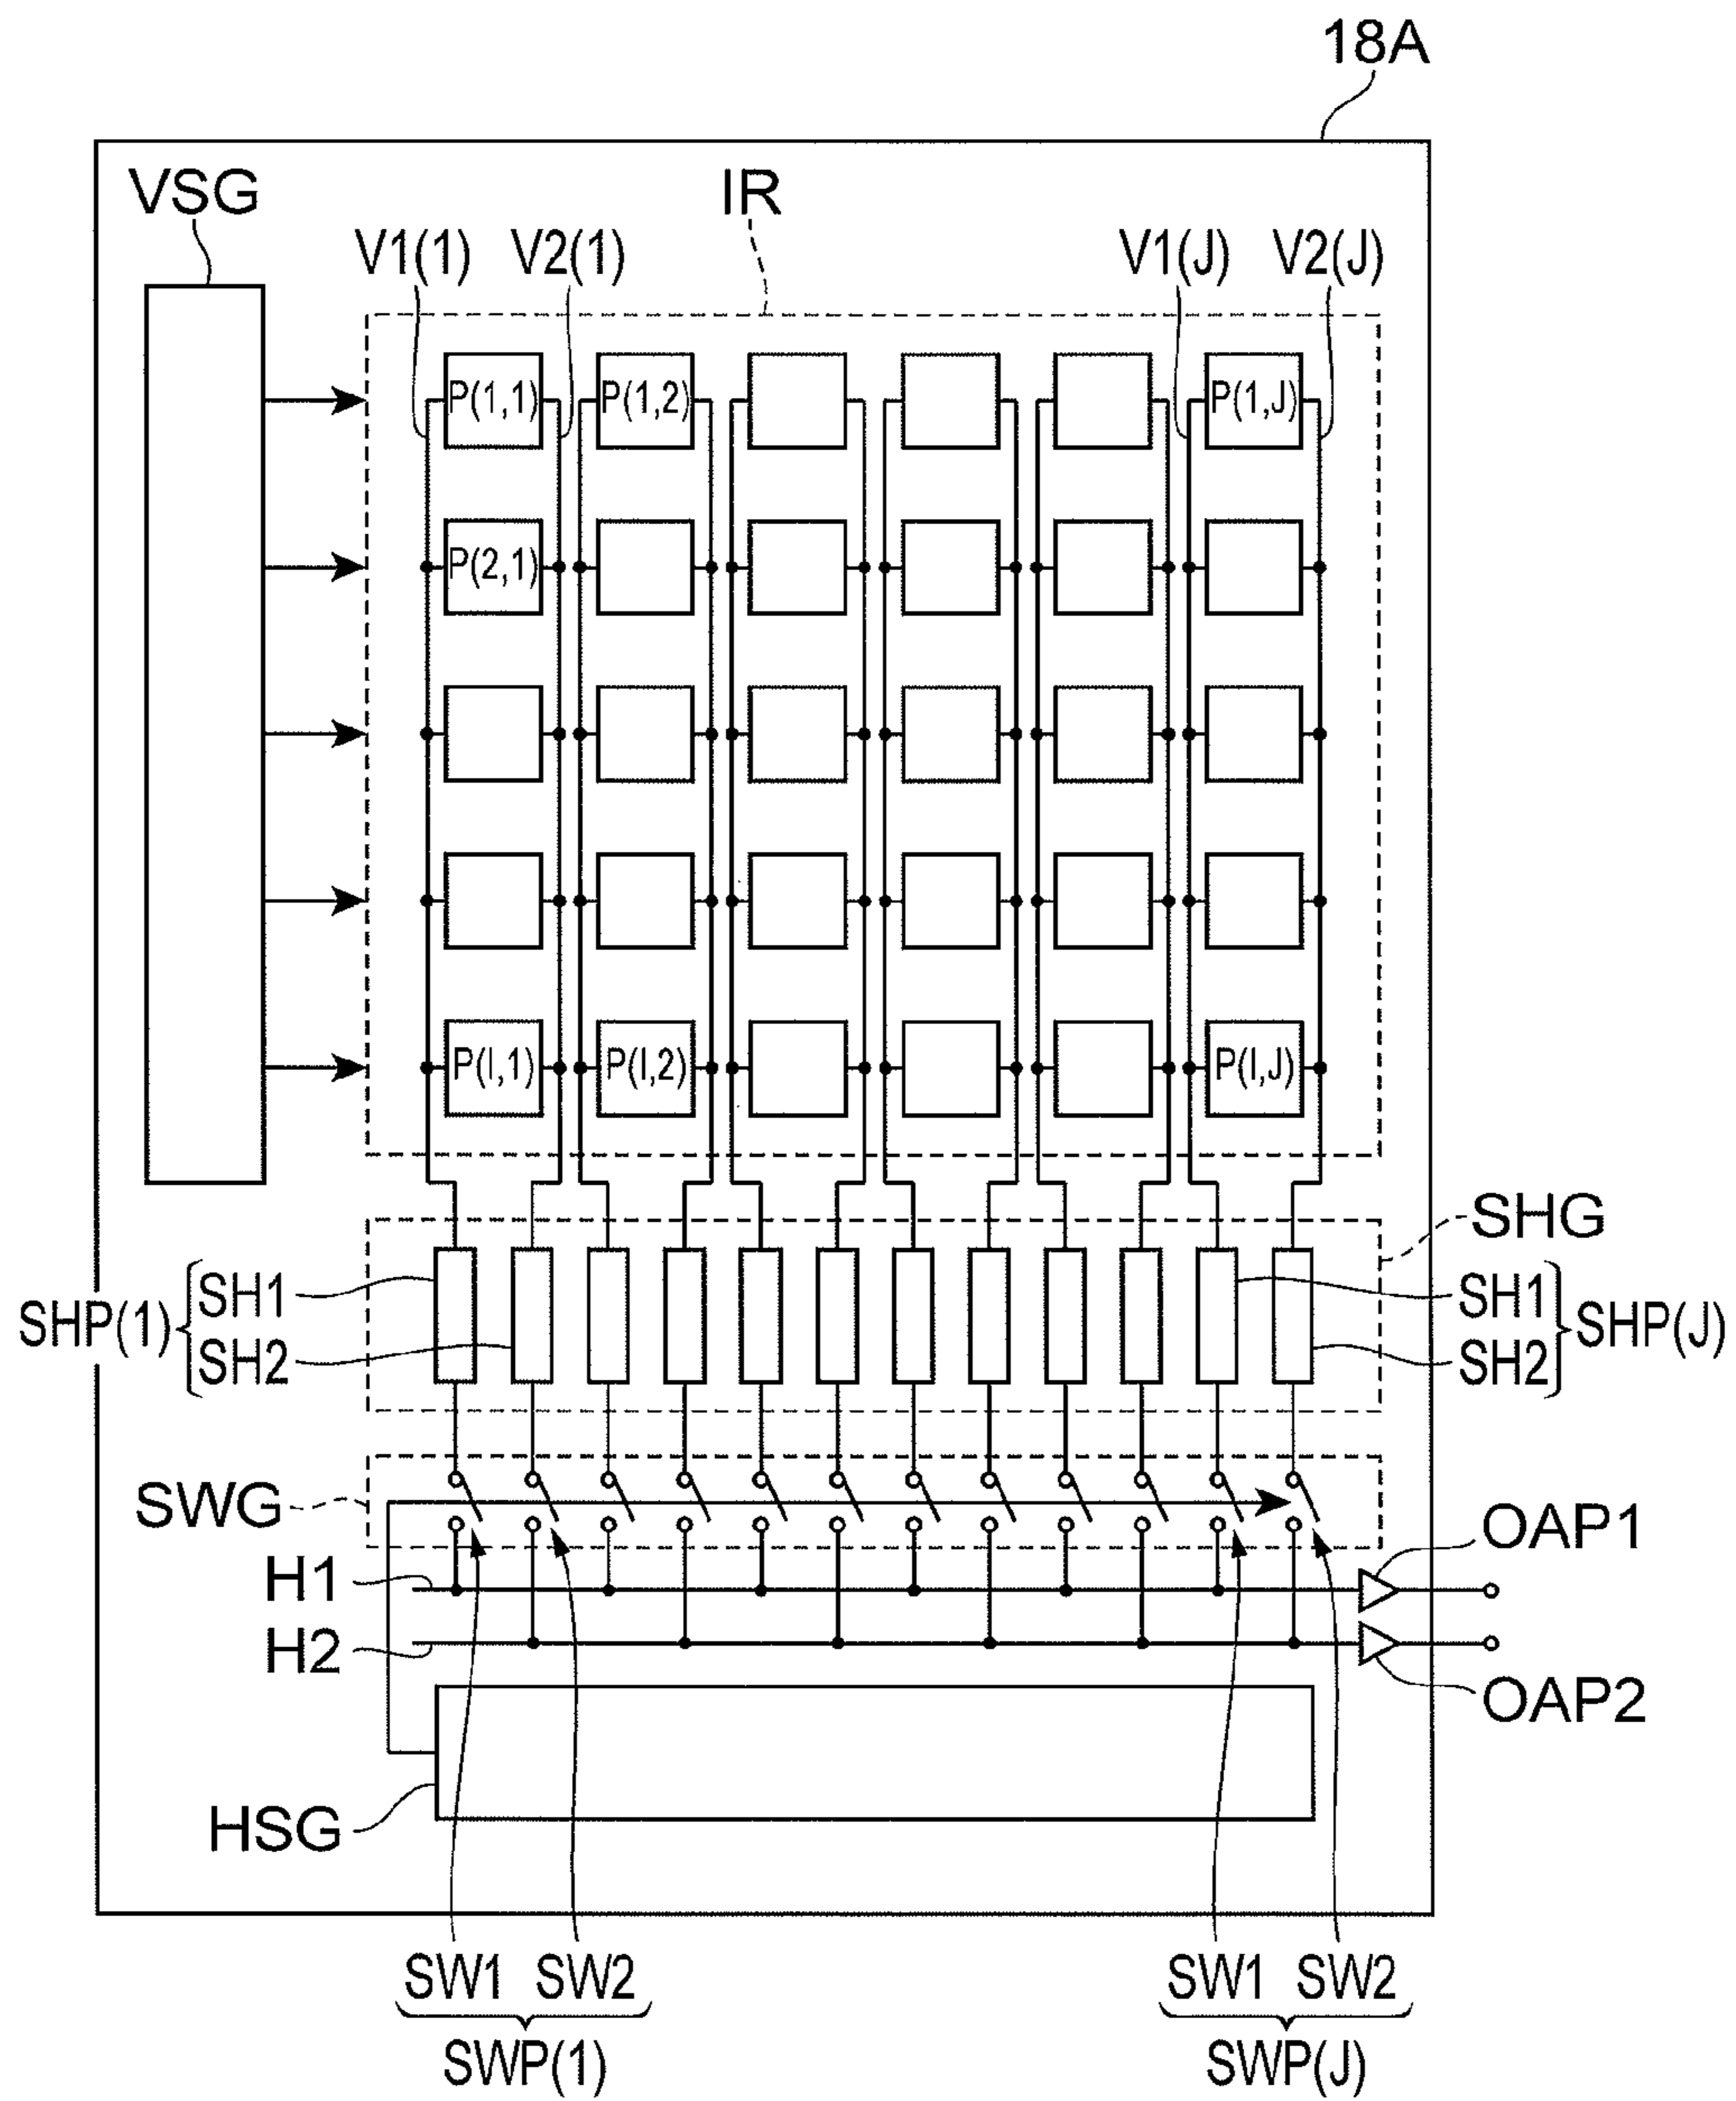 18A
VSG
IR
V1(1) V2(1) V1(J) V2(J)
P(1,1) P(1,2) P(1,J)
P(2,1)
P(I,1) P(I,2) P(I,J)
SHG
SHP(1) SH1 SH2
SH1 SH2 SHP(J)
SWG
OAP1
H1
H2
OAP2
HSG
SW1 SW2 SW1 SW2
SWP(1) SWP(J)